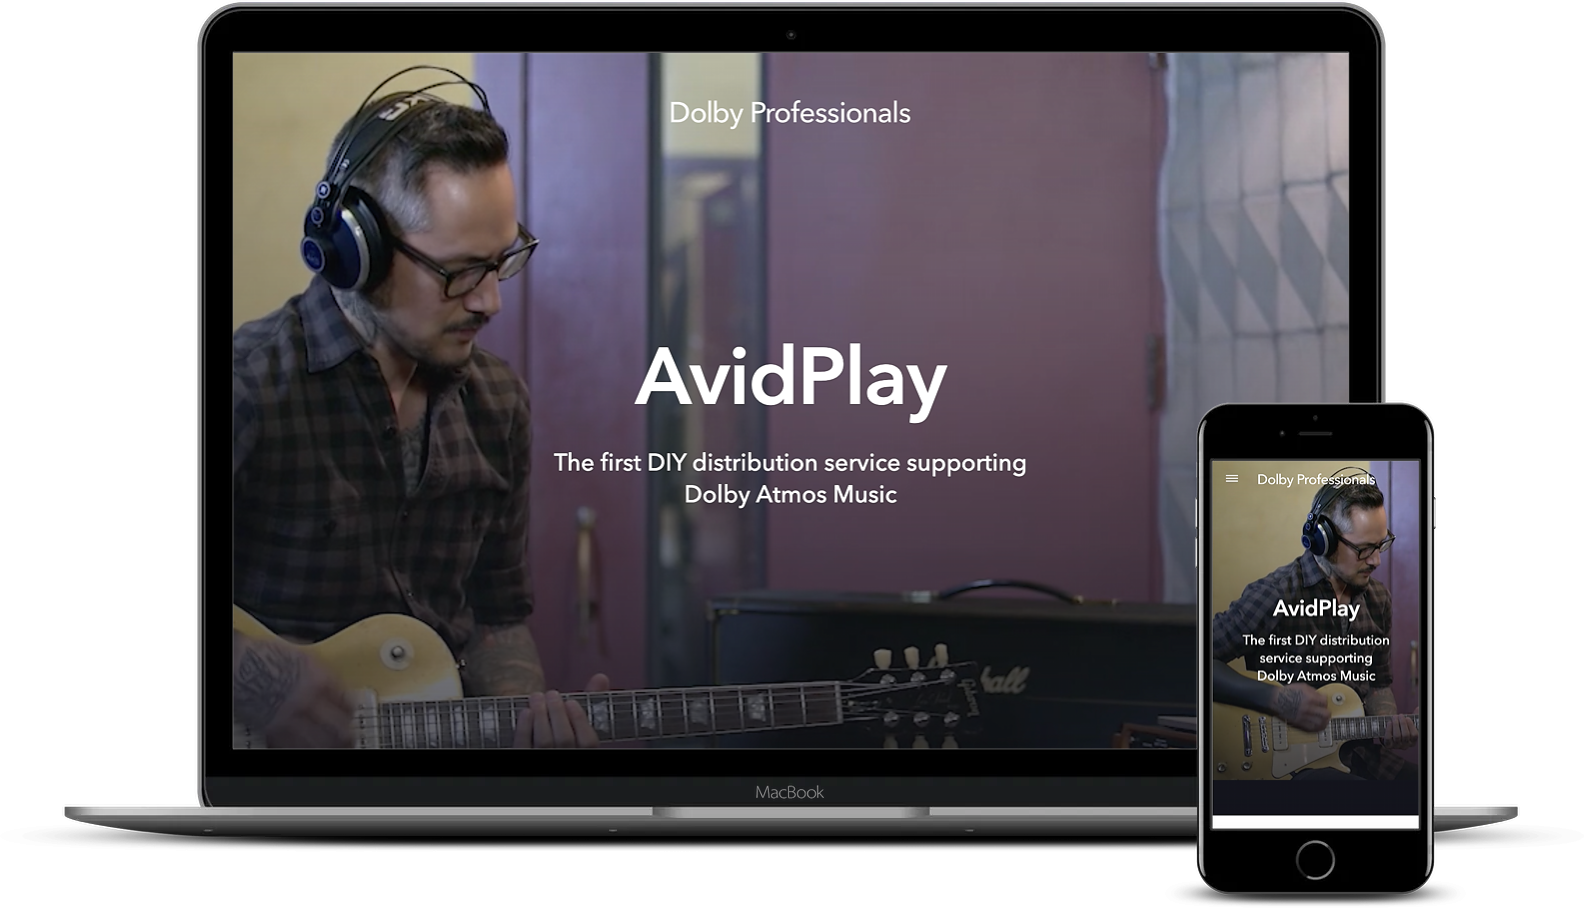 Dolby Professionals
AvidPlay
The first DIY distribution service supporting
Dolby Atmos Music
MacBook
Dolby Professionals
AvidPlay
The first DIY distribution
service supporting
Dolby Atmos Music